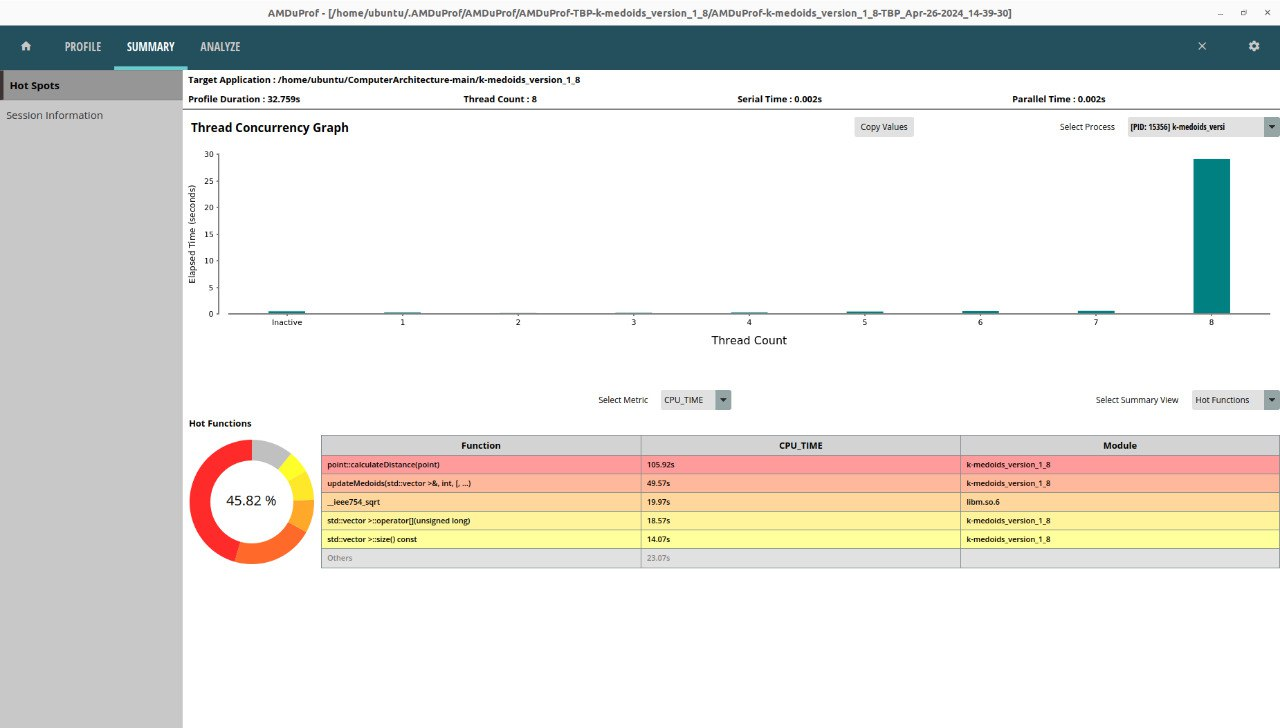 AMDuProf - [/home/ubuntu/.AMDuProf/AMDuProf/AMDuProf-TBP-k-medoids_version_1_8/AMDuProf-k-medoids_version_1_8-TBP_Apr-26-2024_14-39-30]
PROFILE SUMMARY ANALYZE
Hot Spots
Session Information
Target Application : /home/ubuntu/ComputerArchitecture-main/k-medoids_version_1_8
Profile Duration : 32.759s Thread Count : 8 Serial Time : 0.002s Parallel Time : 0.002s
Thread Concurrency Graph Copy Values Select Process [PID: 15356] k-medoids_versi
Elapsed Time (seconds)
30
25
20
15
10
5
0
Inactive 1 2 3 4 5 6 7 8
Thread Count
Select Metric CPU_TIME Select Summary View Hot Functions
Hot Functions
45.82 %
Function CPU_TIME Module
point::calculateDistance(point) 105.92s k-medoids_version_1_8
updateMedoids(std::vector >&, int, [, ...) 49.57s k-medoids_version_1_8
__ieee754_sqrt 19.97s libm.so.6
std::vector >::operator[](unsigned long) 18.57s k-medoids_version_1_8
std::vector >::size() const 14.07s k-medoids_version_1_8
Others 23.07s